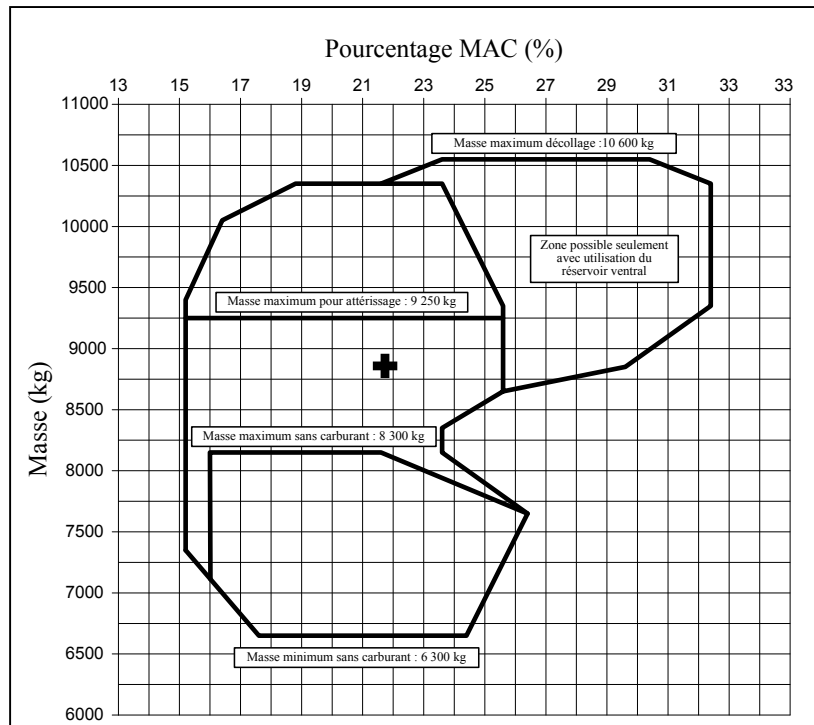 Pourcentage MAC (%)
13 15 17 19 21 23 25 27 29 31 33 33
11000
Masse maximum décollage :10 600 kg
10500
10000
Zone possible seulement
avec utilisation du
réservoir ventral
9500
Masse maximum pour attérissage : 9 250 kg
9000
Masse (kg)
8500
Masse maximum sans carburant : 8 300 kg
8000
7500
7000
6500
Masse minimum sans carburant : 6 300 kg
6000